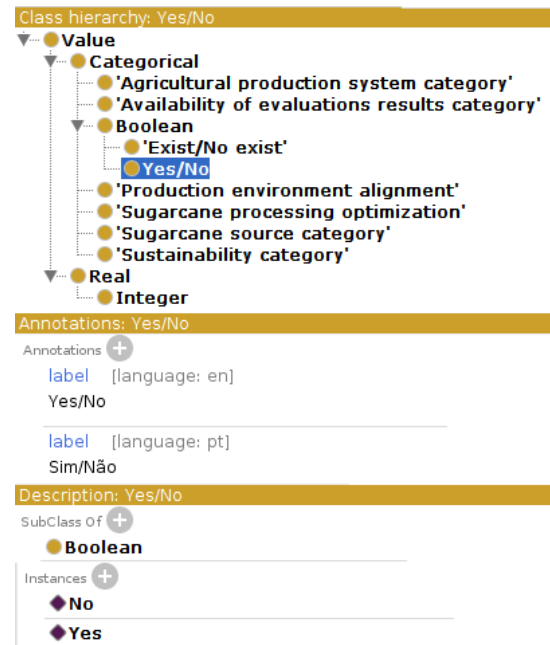 Class hierarchy: Yes/No
Value
Categorical
'Agricultural production system category'
'Availability of evaluations results category'
Boolean
'Exist/No exist'
Yes/No
'Production environment alignment'
'Sugarcane processing optimization'
'Sugarcane source category'
'Sustainability category'
Real
Integer
Annotations: Yes/No
Annotations
label [language: en]
Yes/No
label [language: pt]
Sim/Não
Description: Yes/No
SubClass Of
Boolean
Instances
No
Yes